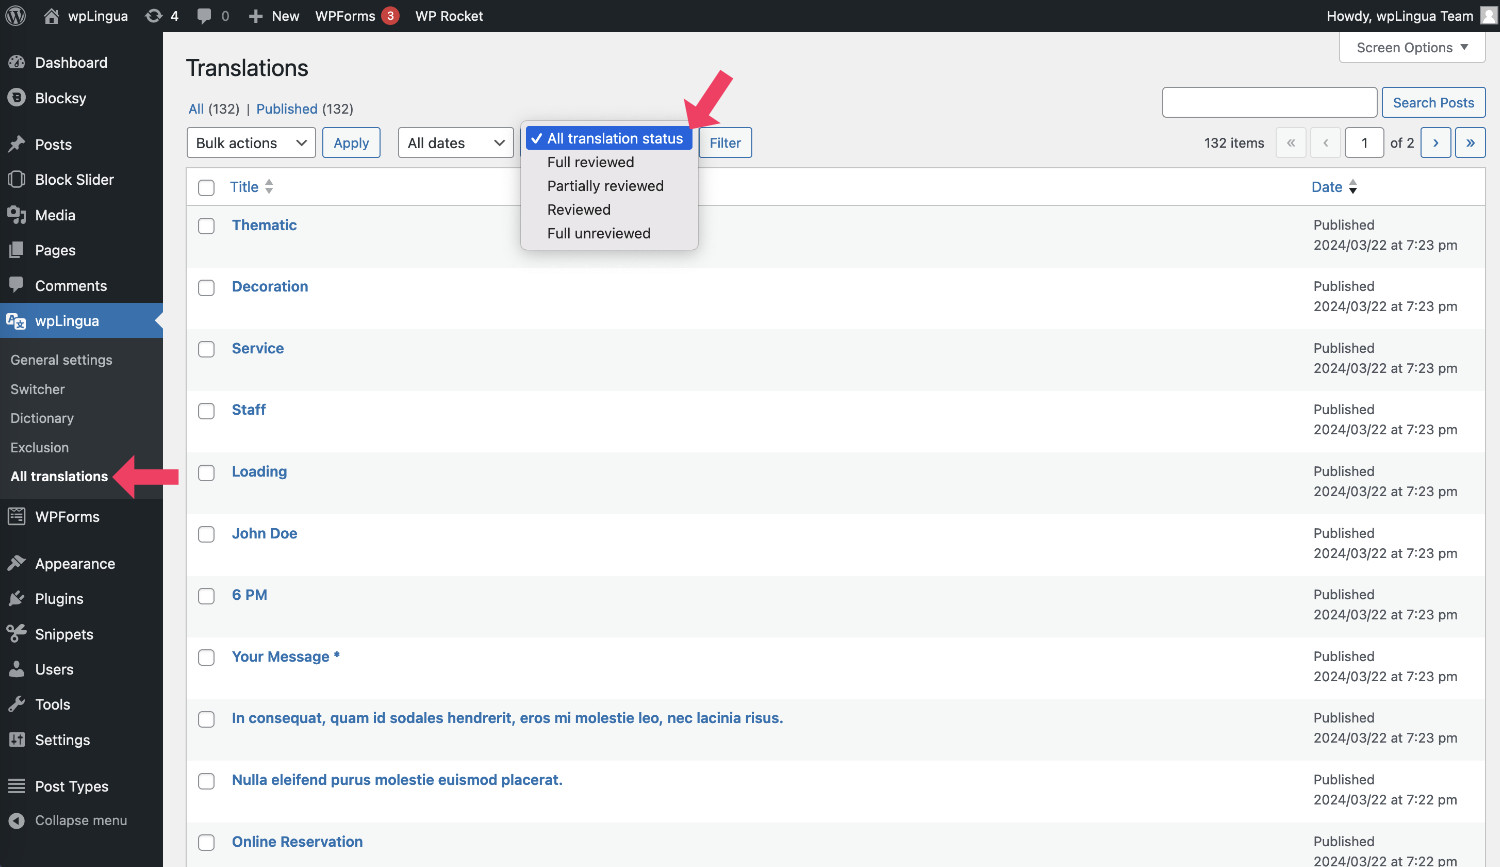 wpLingua 4 0 New WPForms 3 WP Rocket Howdy, wpLingua Team
Screen Options
Dashboard
Blocksy
Posts
Block Slider
Media
Pages
Comments
wpLingua
General settings
Switcher
Dictionary
Exclusion
All translations
WPForms
Appearance
Plugins
Snippets
Users
Tools
Settings
Post Types
Collapse menu
Translations
All (132) | Published (132)
Search Posts
Bulk actions Apply All dates All translation status Filter
Full reviewed
Partially reviewed
Reviewed
Full unreviewed
132 items « ‹ 1 of 2 › »
Title Date
Thematic Published
2024/03/22 at 7:23 pm
Decoration Published
2024/03/22 at 7:23 pm
Service Published
2024/03/22 at 7:23 pm
Staff Published
2024/03/22 at 7:23 pm
Loading Published
2024/03/22 at 7:23 pm
John Doe Published
2024/03/22 at 7:23 pm
6 PM Published
2024/03/22 at 7:23 pm
Your Message * Published
2024/03/22 at 7:23 pm
In consequat, quam id sodales hendrerit, eros mi molestie leo, nec lacinia risus. Published
2024/03/22 at 7:23 pm
Nulla eleifend purus molestie euismod placerat. Published
2024/03/22 at 7:22 pm
Online Reservation Published
2024/03/22 at 7:22 pm